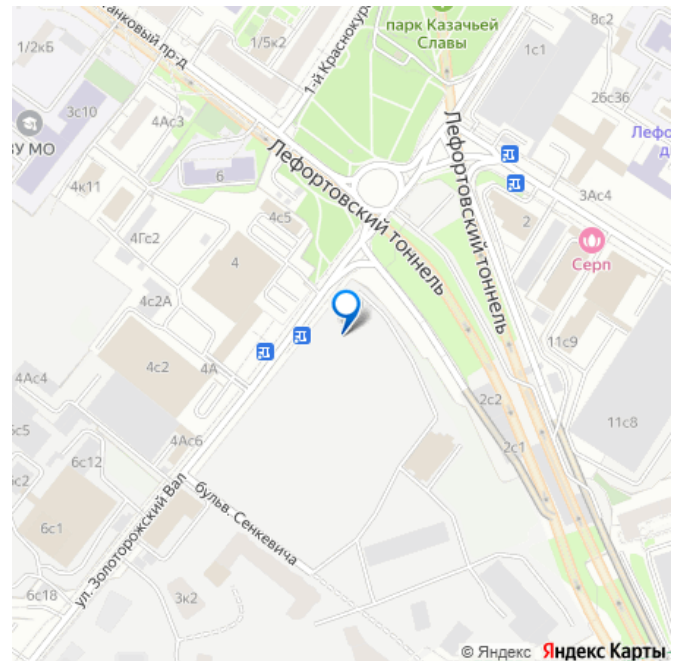 парк Казачьей
Славы
8с2
анковый пр-д
1/2к6
1/5к2
1-й Краснокур
1с1
26с36
3с10
4Ас3
ВУ МО
Лефо
д
6
4к11
3Ас4
4с5
2
4Гс2
Лефортовский тоннель
Лефортовский тоннель
Серп
4
4с2А
11с9
4с2
4А
4Ас4
2с2
11с8
4Ас6
2с1
6с5
6с12
с2
бульв. Сенкевича
6с1
ул. Золоторожский Вал
6с18
3к2
© Яндекс Яндекс Карты